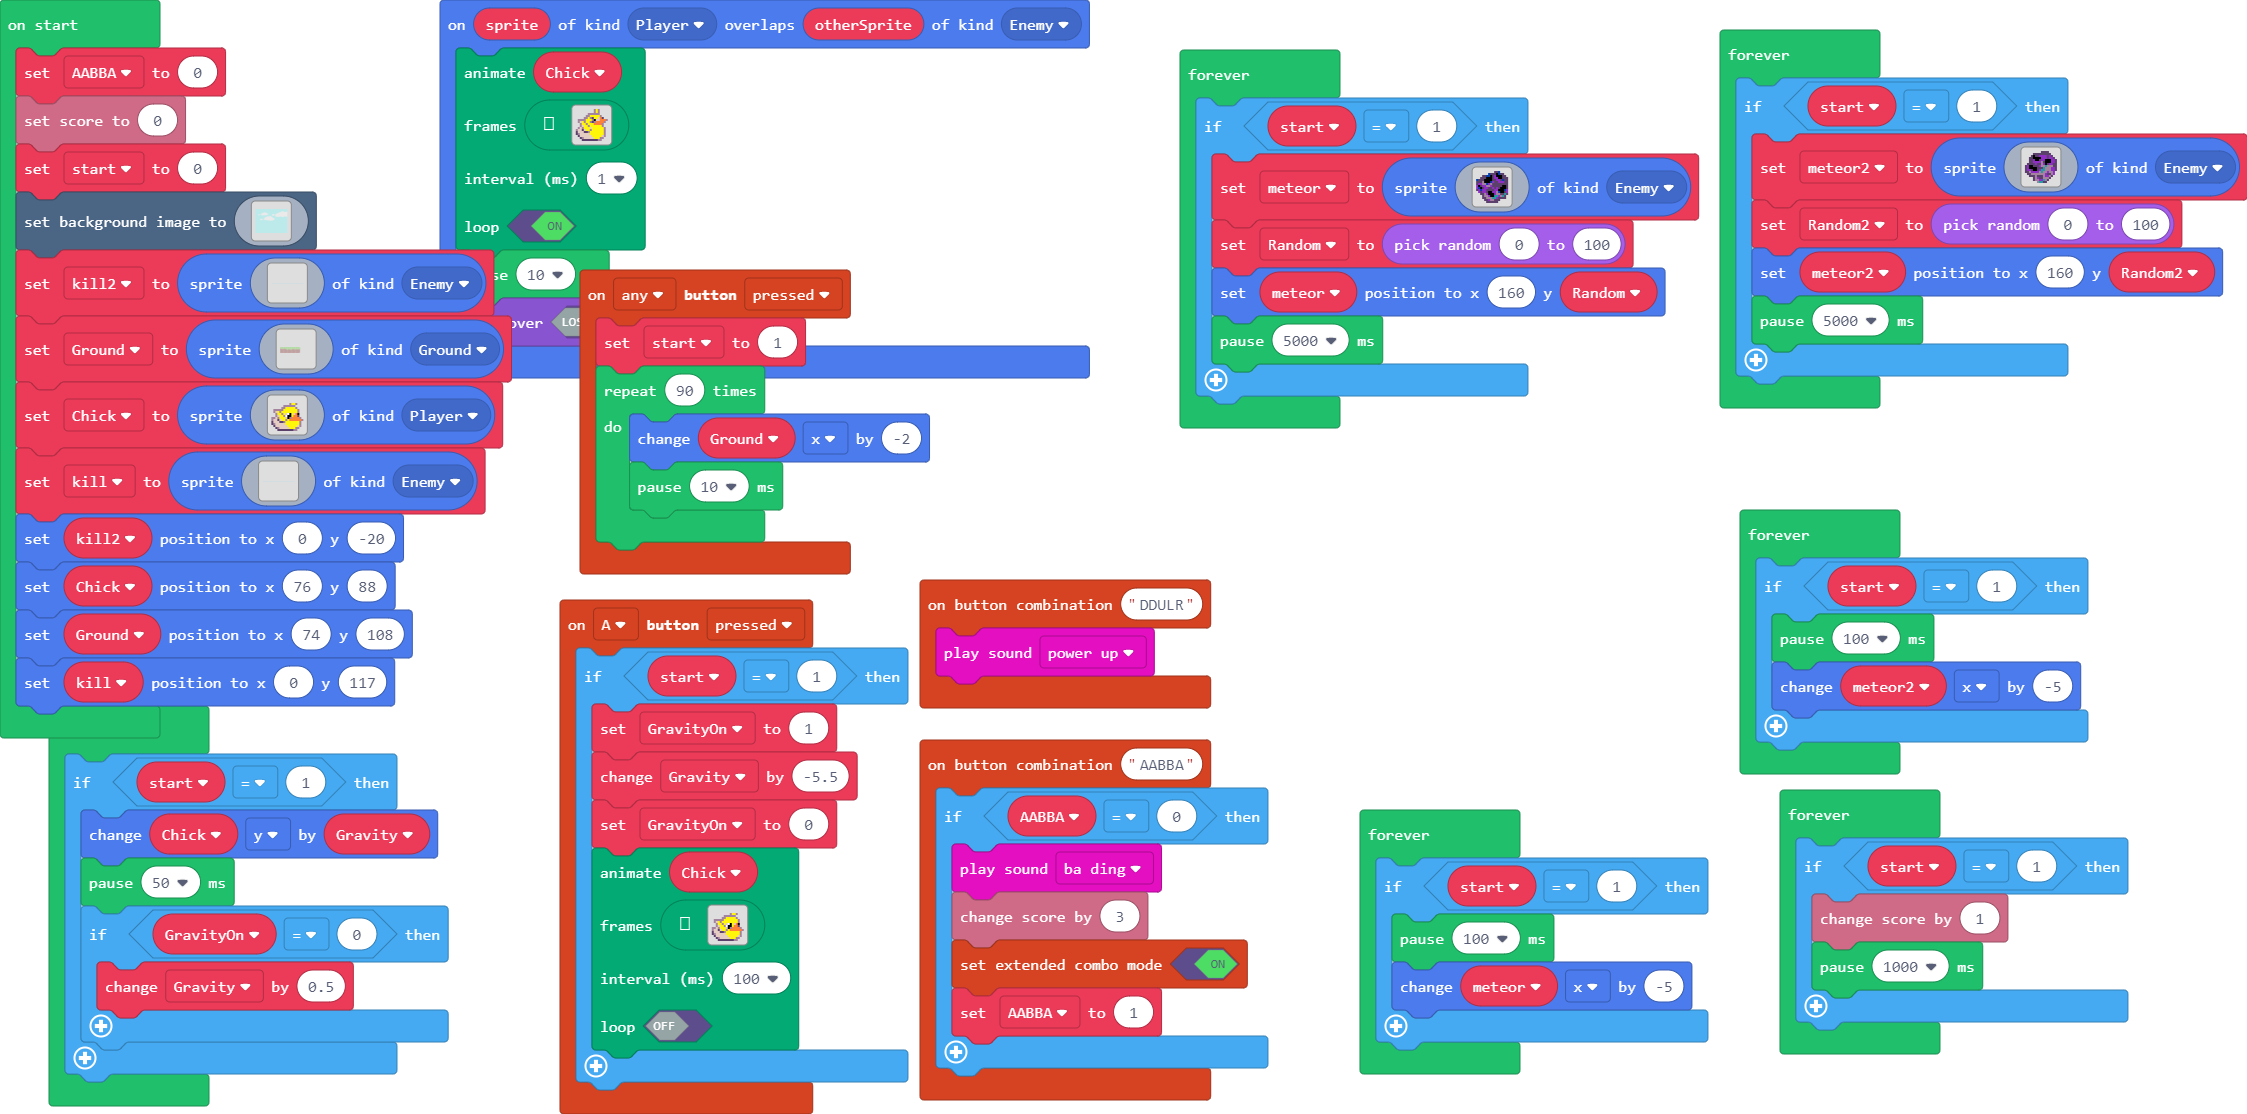 on start
set AABBA to 0
set score to 0
set start to 0
set background image to
set kill2 to sprite of kind Enemy
set Ground to sprite of kind Ground
set Chick to sprite of kind Player
set kill to sprite of kind Enemy
set kill2 position to x 0 y -20
set Chick position to x 76 y 88
set Ground position to x 74 y 108
set kill position to x 0 y 117
if start = 1 then
change Chick y by Gravity
pause 50 ms
if GravityOn = 0 then
change Gravity by 0.5
on sprite of kind Player overlaps otherSprite of kind Enemy
animate Chick
frames
interval (ms) 1
loop ON
se 10
over LOS
on any button pressed
set start to 1
repeat 90 times
do
change Ground x by -2
pause 10 ms
on A button pressed
if start = 1 then
set GravityOn to 1
change Gravity by -5.5
set GravityOn to 0
animate Chick
frames
interval (ms) 100
loop OFF
on button combination "DDULR"
play sound power up
on button combination "AABBA"
if AABBA = 0 then
play sound ba ding
change score by 3
set extended combo mode ON
set AABBA to 1
forever
if start = 1 then
set meteor to sprite of kind Enemy
set Random to pick random 0 to 100
set meteor position to x 160 y Random
pause 5000 ms
forever
if start = 1 then
set meteor2 to sprite of kind Enemy
set Random2 to pick random 0 to 100
set meteor2 position to x 160 y Random2
pause 5000 ms
forever
if start = 1 then
pause 100 ms
change meteor2 x by -5
forever
if start = 1 then
pause 100 ms
change meteor x by -5
forever
if start = 1 then
change score by 1
pause 1000 ms